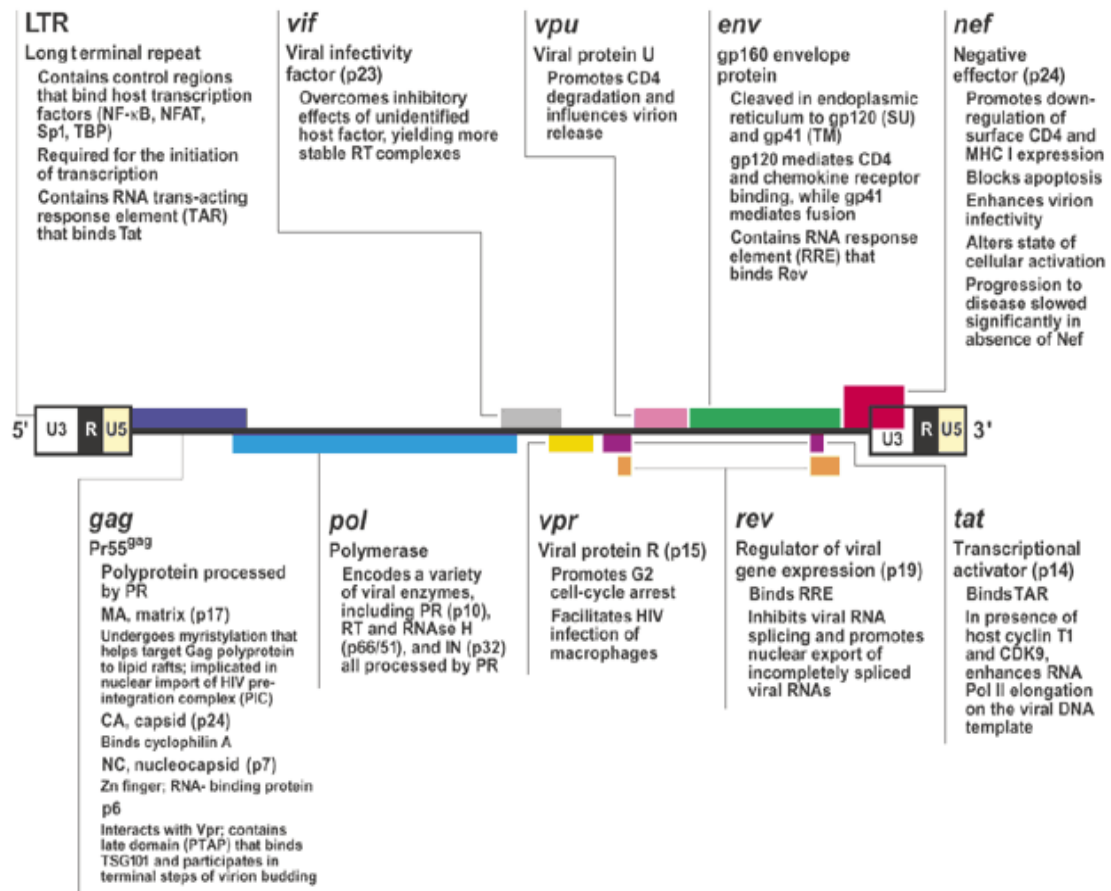 LTR
Long terminal repeat
Contains control regions
that bind host transcription
factors (NF-κB, NFAT,
Sp1, TBP)
Required for the initiation
of transcription
Contains RNA trans-acting
response element (TAR)
that binds Tat
vif
Viral infectivity
factor (p23)
Overcomes inhibitory
effects of unidentified
host factor, yielding more
stable RT complexes
vpu
Viral protein U
Promotes CD4
degradation and
influences virion
release
env
gp160 envelope
protein
Cleaved in endoplasmic
reticulum to gp120 (SU)
and gp41 (TM)
gp120 mediates CD4
and chemokine receptor
binding, while gp41
mediates fusion
Contains RNA response
element (RRE) that
binds Rev
nef
Negative
effector (p24)
Promotes down-
regulation of
surface CD4 and
MHC I expression
Blocks apoptosis
Enhances virion
infectivity
Alters state of
cellular activation
Progression to
disease slowed
significantly in
absence of Nef
5' U3 R U5 U3 R U5 3'
gag
Pr55gag
Polyprotein processed
by PR
MA, matrix (p17)
Undergoes myristylation that
helps target Gag polyprotein
to lipid rafts; implicated in
nuclear import of HIV pre-
integration complex (PIC)
CA, capsid (p24)
Binds cyclophilin A
NC, nucleocapsid (p7)
Zn finger; RNA- binding protein
p6
Interacts with Vpr; contains
late domain (PTAP) that binds
TSG101 and participates in
terminal steps of virion budding
pol
Polymerase
Encodes a variety
of viral enzymes,
including PR (p10),
RT and RNAse H
(p66/51), and IN (p32)
all processed by PR
vpr
Viral protein R (p15)
Promotes G2
cell-cycle arrest
Facilitates HIV
infection of
macrophages
rev
Regulator of viral
gene expression (p19)
Binds RRE
Inhibits viral RNA
splicing and promotes
nuclear export of
incompletely spliced
viral RNAs
tat
Transcriptional
activator (p14)
Binds TAR
In presence of
host cyclin T1
and CDK9,
enhances RNA
Pol II elongation
on the viral DNA
template